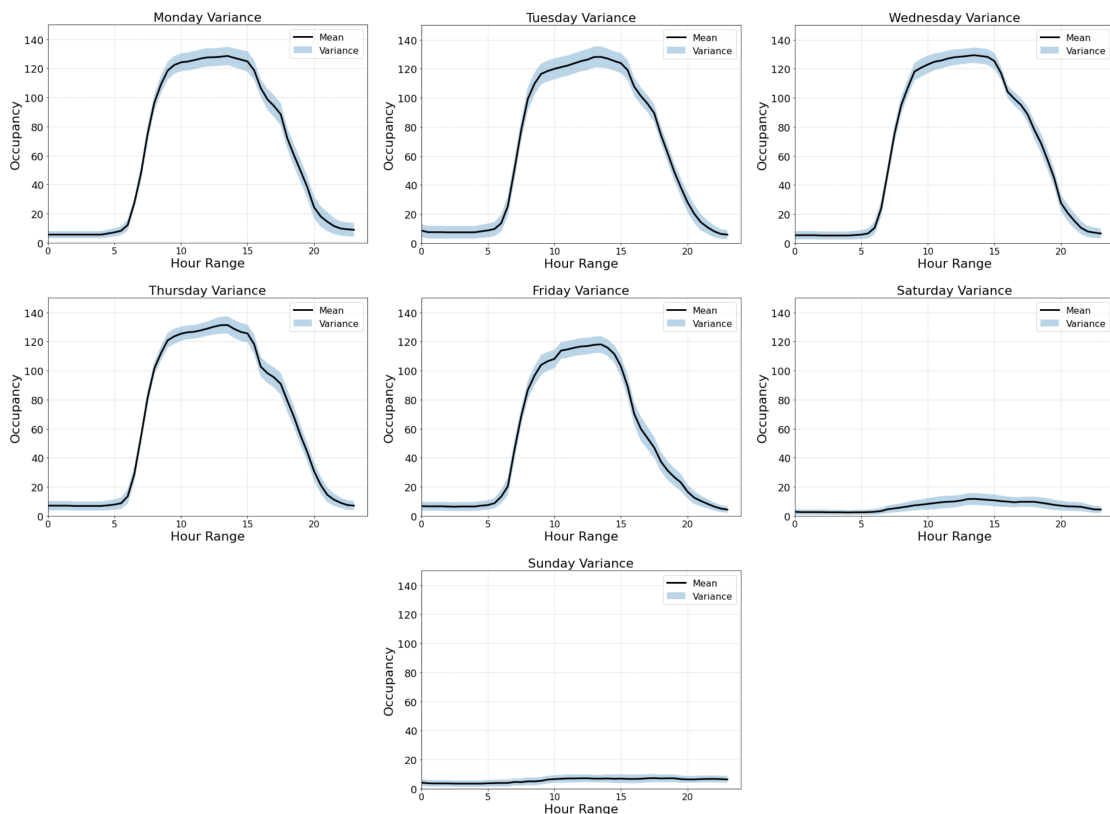 Monday Variance
140
120
100
80
60
40
20
0
Occupancy
Mean
Variance
0 5 10 15 20
Hour Range
Tuesday Variance
140
120
100
80
60
40
20
0
Occupancy
Mean
Variance
0 5 10 15 20
Hour Range
Wednesday Variance
140
120
100
80
60
40
20
0
Occupancy
Mean
Variance
0 5 10 15 20
Hour Range
Thursday Variance
140
120
100
80
60
40
20
0
Occupancy
Mean
Variance
0 5 10 15 20
Hour Range
Friday Variance
140
120
100
80
60
40
20
0
Occupancy
Mean
Variance
0 5 10 15 20
Hour Range
Saturday Variance
140
120
100
80
60
40
20
0
Occupancy
Mean
Variance
0 5 10 15 20
Hour Range
Sunday Variance
140
120
100
80
60
40
20
0
Occupancy
Mean
Variance
0 5 10 15 20
Hour Range